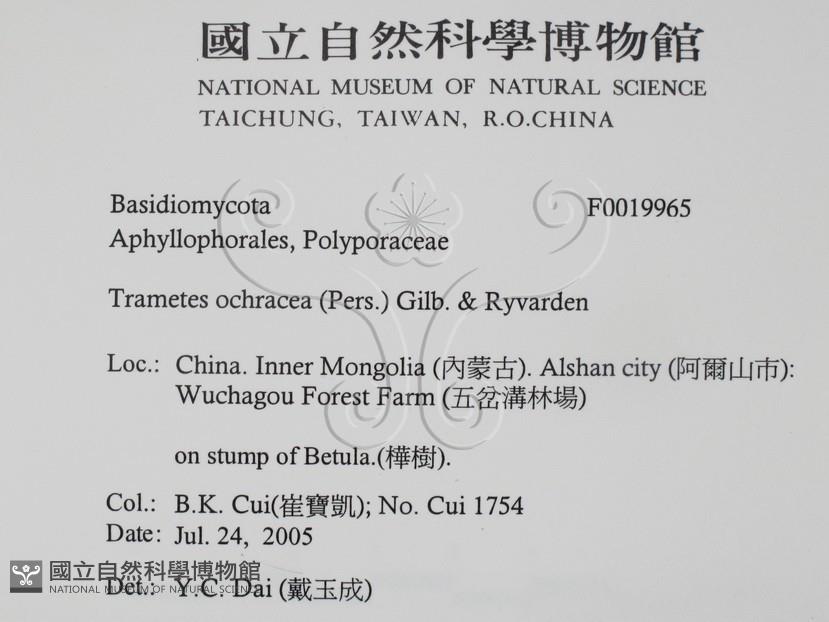 國立自然科學博物館
NATIONAL MUSEUM OF NATURAL SCIENCE
TAICHUNG, TAIWAN, R.O.CHINA
Basidiomycota F0019965
Aphyllophorales, Polyporaceae
Trametes ochracea (Pers.) Gilb. & Ryvarden
Loc.: China. Inner Mongolia (內蒙古). Alshan city (阿爾山市):
Wuchagou Forest Farm (五岔溝林場)
on stump of Betula.(樺樹).
Col.: B.K. Cui(崔寶凱); No. Cui 1754
Date: Jul. 24, 2005
Det.: Y.C. Dai (戴玉成)
國立自然科學博物館
NATIONAL MUSEUM OF NATURAL SCIENCE